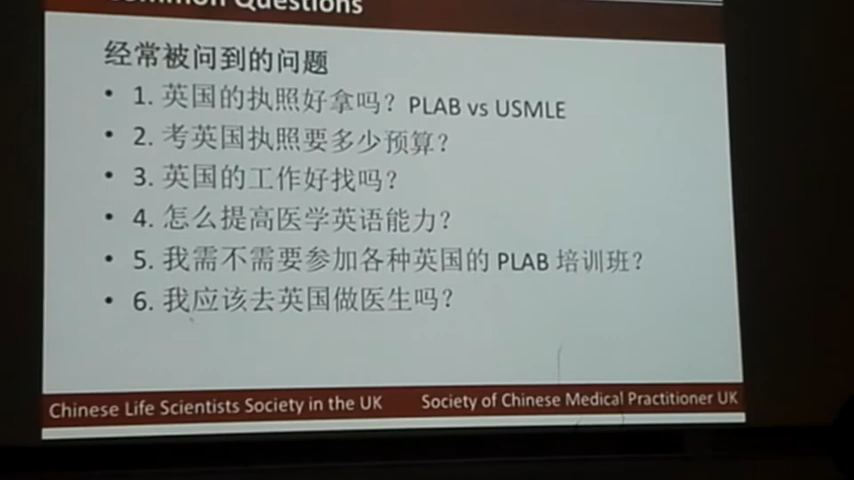 Common Questions
经常被问到的问题
• 1. 英国的执照好拿吗？PLAB vs USMLE
• 2. 考英国执照要多少预算？
• 3. 英国的工作好找吗？
• 4. 怎么提高医学英语能力？
• 5. 我需不需要参加各种英国的 PLAB 培训班？
• 6. 我应该去英国做医生吗？
Chinese Life Scientists Society in the UK Society of Chinese Medical Practitioner UK